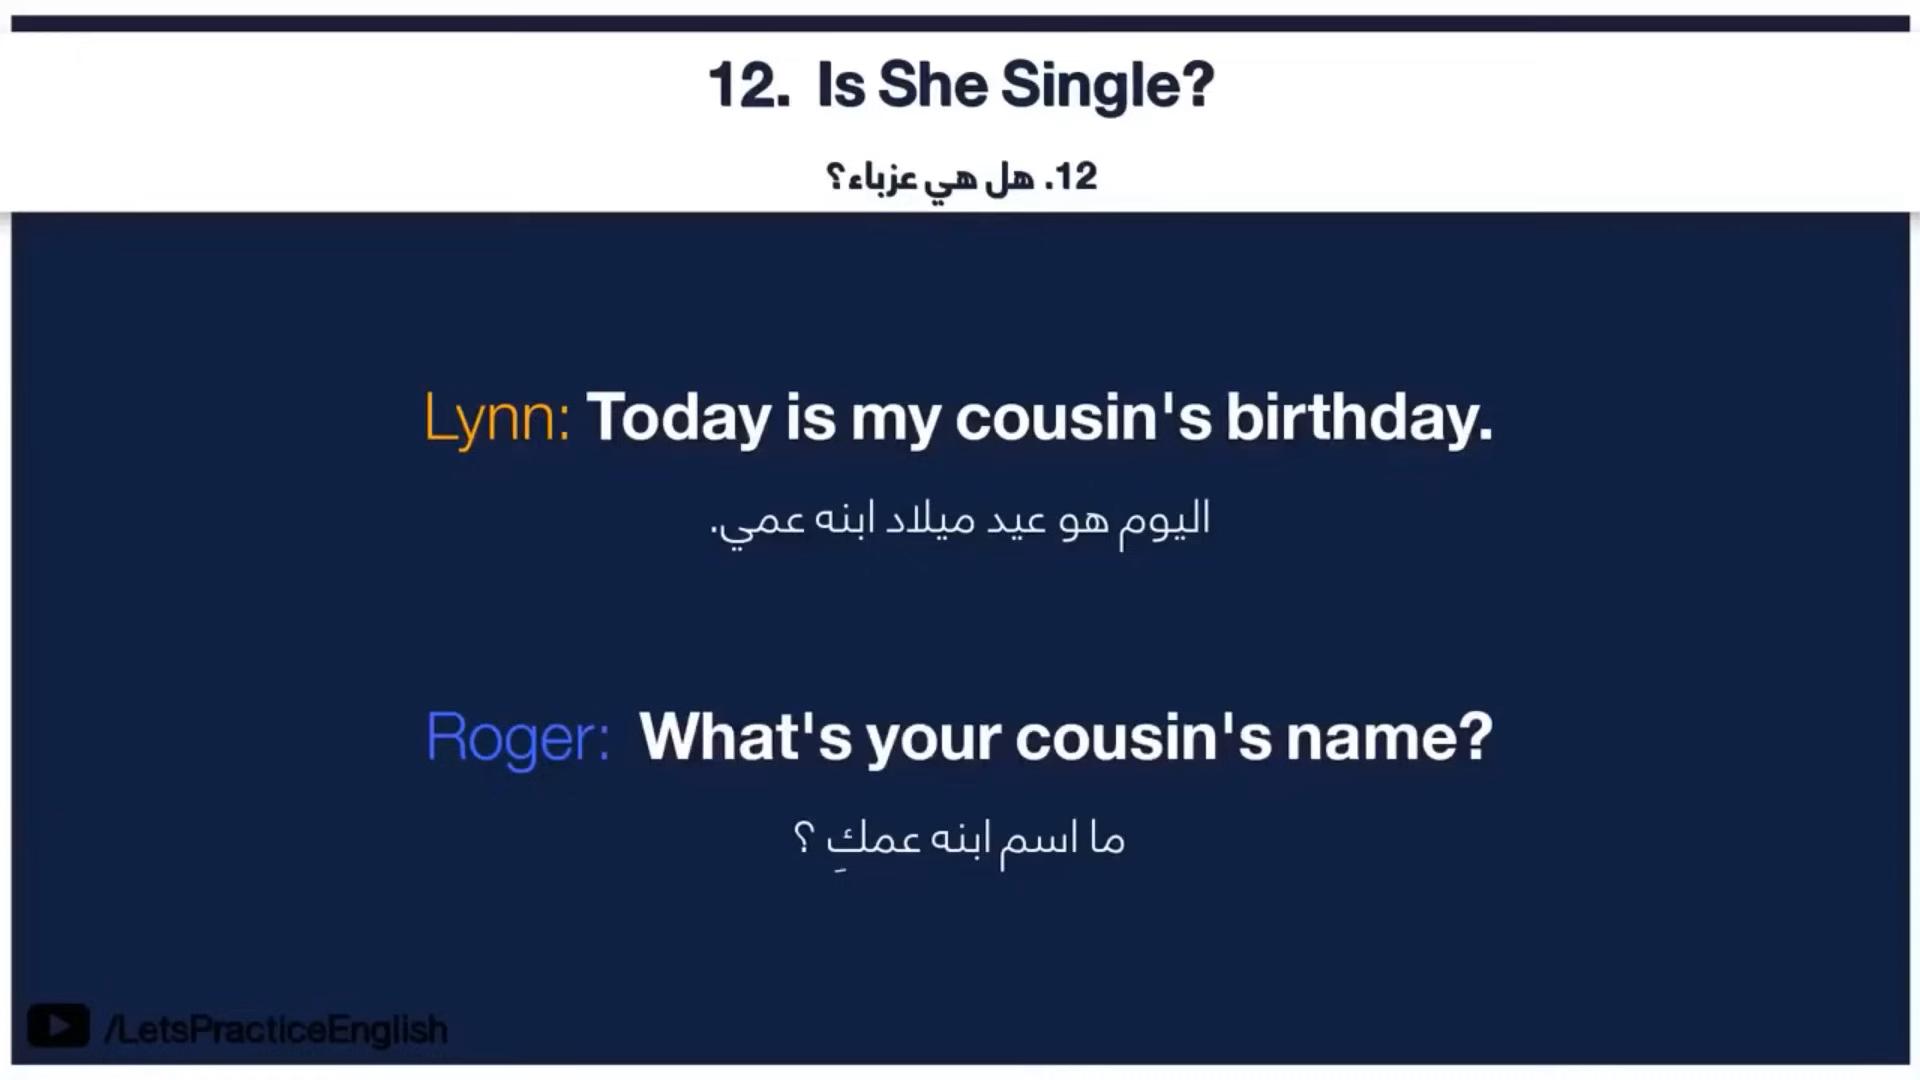 12. Is She Single?
12. هل هي عزباء؟
Lynn: Today is my cousin's birthday.
اليوم هو عيد ميلاد ابنه عمي.
Roger: What's your cousin's name?
ما اسم ابنه عمكِ ؟
/LetsPracticeEnglish